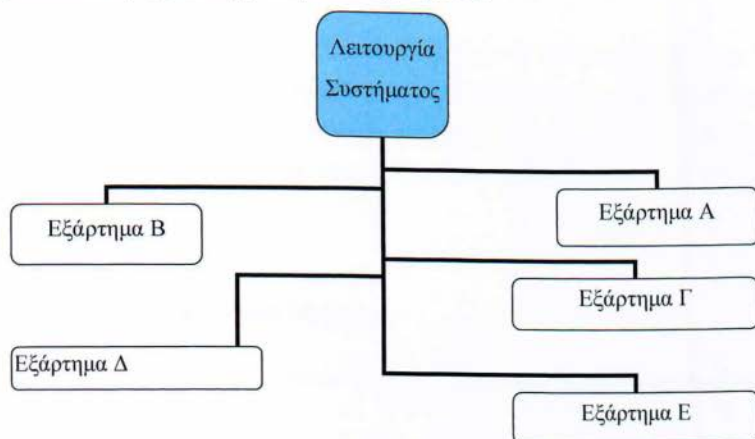 Λειτουργία
Συστήματος
Εξάρτημα Α
Εξάρτημα Β
Εξάρτημα Γ
Εξάρτημα Δ
Εξάρτημα Ε